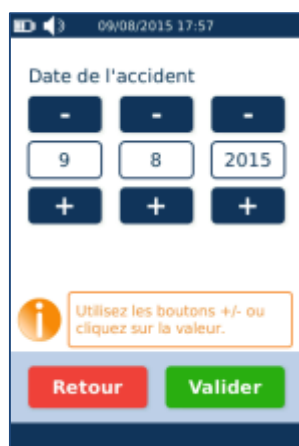 09/08/2015 17:57
Date de l'accident
- - -
9 8 2015
+ + +
Utilisez les boutons +/- ou
cliquez sur la valeur.
Retour Valider